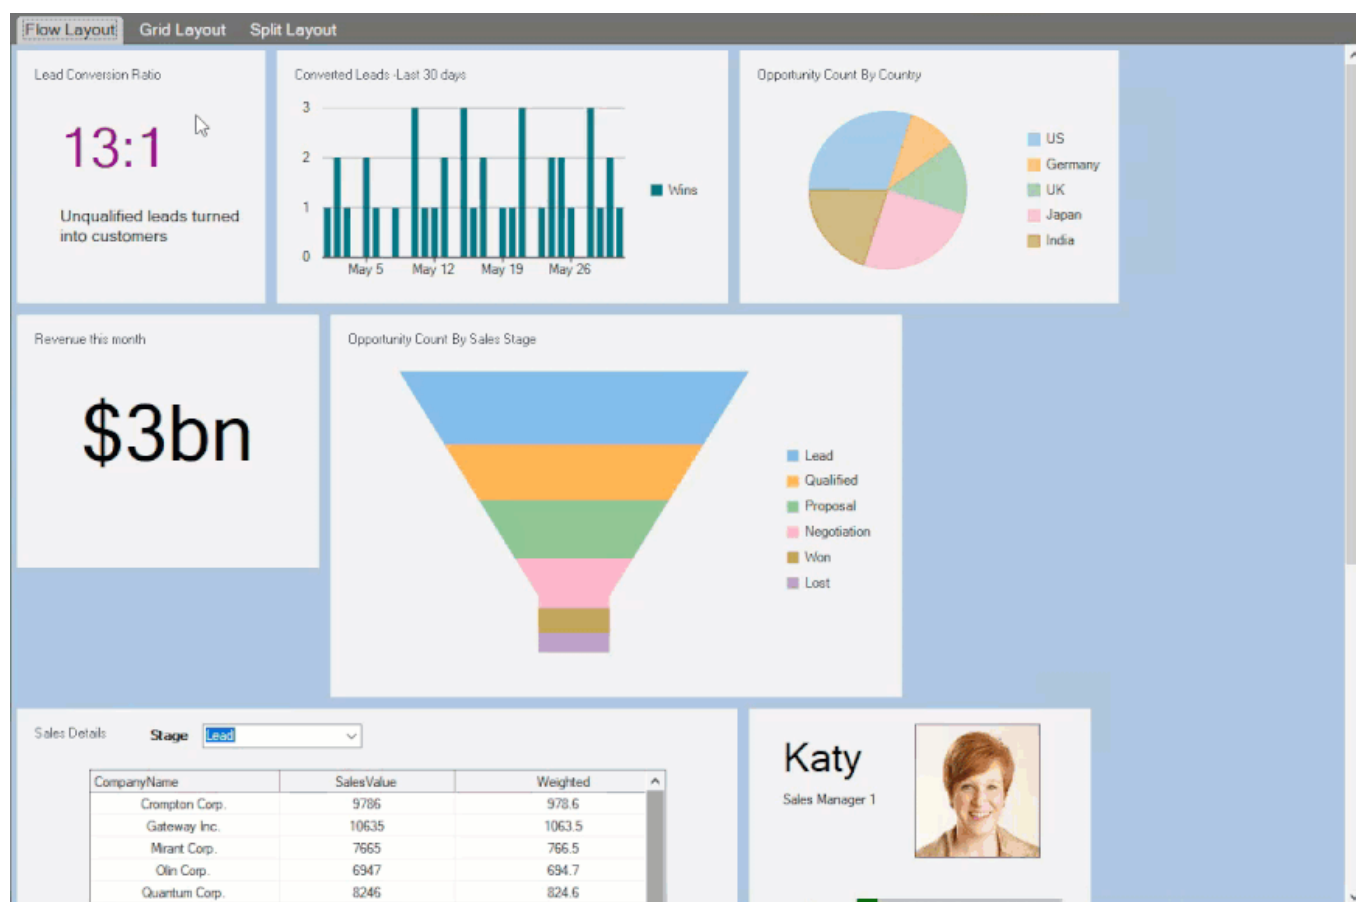 Flow Layout Grid Layout Split Layout
Lead Conversion Ratio
13:1
Unqualified leads turned
into customers
Converted Leads -Last 30 days
3
2
1
0
May 5 May 12 May 19 May 26
Wins
Opportunity Count By Country
US
Germany
UK
Japan
India
Revenue this month
$3bn
Opportunity Count By Sales Stage
Lead
Qualified
Proposal
Negotiation
Won
Lost
Sales Details Stage Lead
CompanyName SalesValue Weighted
Crompton Corp. 9786 978.6
Gateway Inc. 10635 1063.5
Mirant Corp. 7665 766.5
Olin Corp. 6947 694.7
Quantum Corp. 8246 824.6
Katy
Sales Manager 1